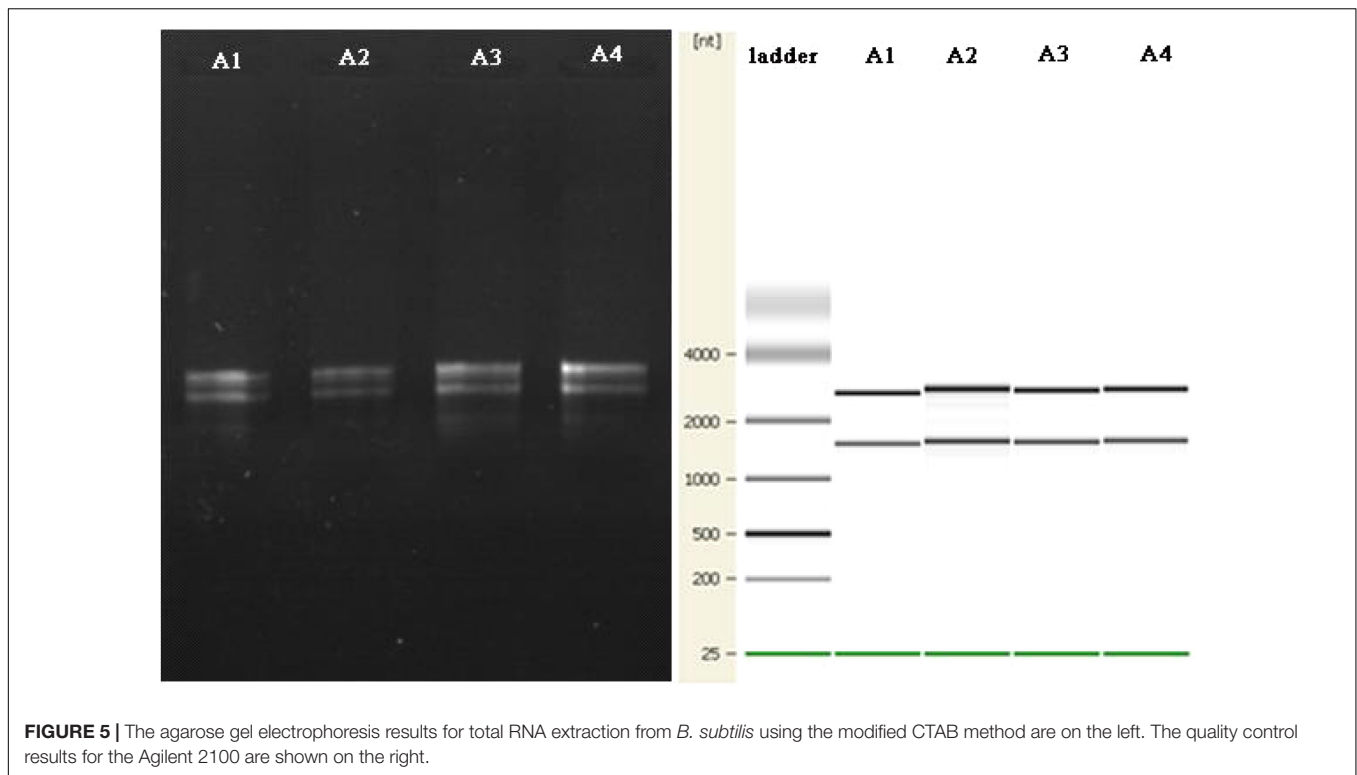 A1 A2 A3 A4
[nt] ladder A1 A2 A3 A4
4000
2000
1000
500
200
25
FIGURE 5 | The agarose gel electrophoresis results for total RNA extraction from B. subtilis using the modified CTAB method are on the left. The quality control
results for the Agilent 2100 are shown on the right.